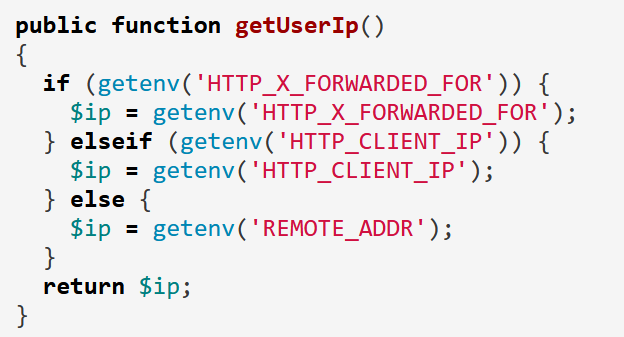 public function getUserIp()
{
  if (getenv('HTTP_X_FORWARDED_FOR')) {
    $ip = getenv('HTTP_X_FORWARDED_FOR');
  } elseif (getenv('HTTP_CLIENT_IP')) {
    $ip = getenv('HTTP_CLIENT_IP');
  } else {
    $ip = getenv('REMOTE_ADDR');
  }
  return $ip;
}